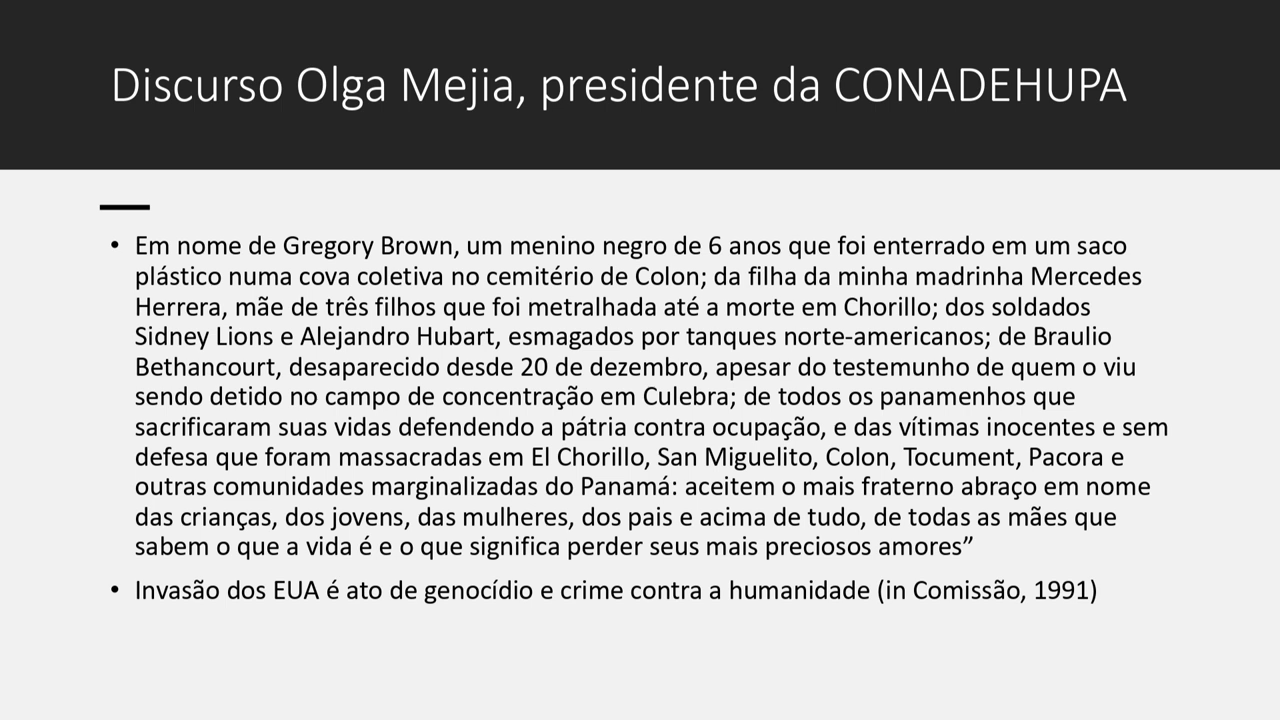 Discurso Olga Mejia, presidente da CONADEHUPA
• Em nome de Gregory Brown, um menino negro de 6 anos que foi enterrado em um saco
plástico numa cova coletiva no cemitério de Colon; da filha da minha madrinha Mercedes
Herrera, mãe de três filhos que foi metralhada até a morte em Chorillo; dos soldados
Sidney Lions e Alejandro Hubart, esmagados por tanques norte-americanos; de Braulio
Bethancourt, desaparecido desde 20 de dezembro, apesar do testemunho de quem o viu
sendo detido no campo de concentração em Culebra; de todos os panamenhos que
sacrificaram suas vidas defendendo a pátria contra ocupação, e das vítimas inocentes e sem
defesa que foram massacradas em El Chorillo, San Miguelito, Colon, Tocument, Pacora e
outras comunidades marginalizadas do Panamá: aceitem o mais fraterno abraço em nome
das crianças, dos jovens, das mulheres, dos pais e acima de tudo, de todas as mães que
sabem o que a vida é e o que significa perder seus mais preciosos amores”
• Invasão dos EUA é ato de genocídio e crime contra a humanidade (in Comissão, 1991)